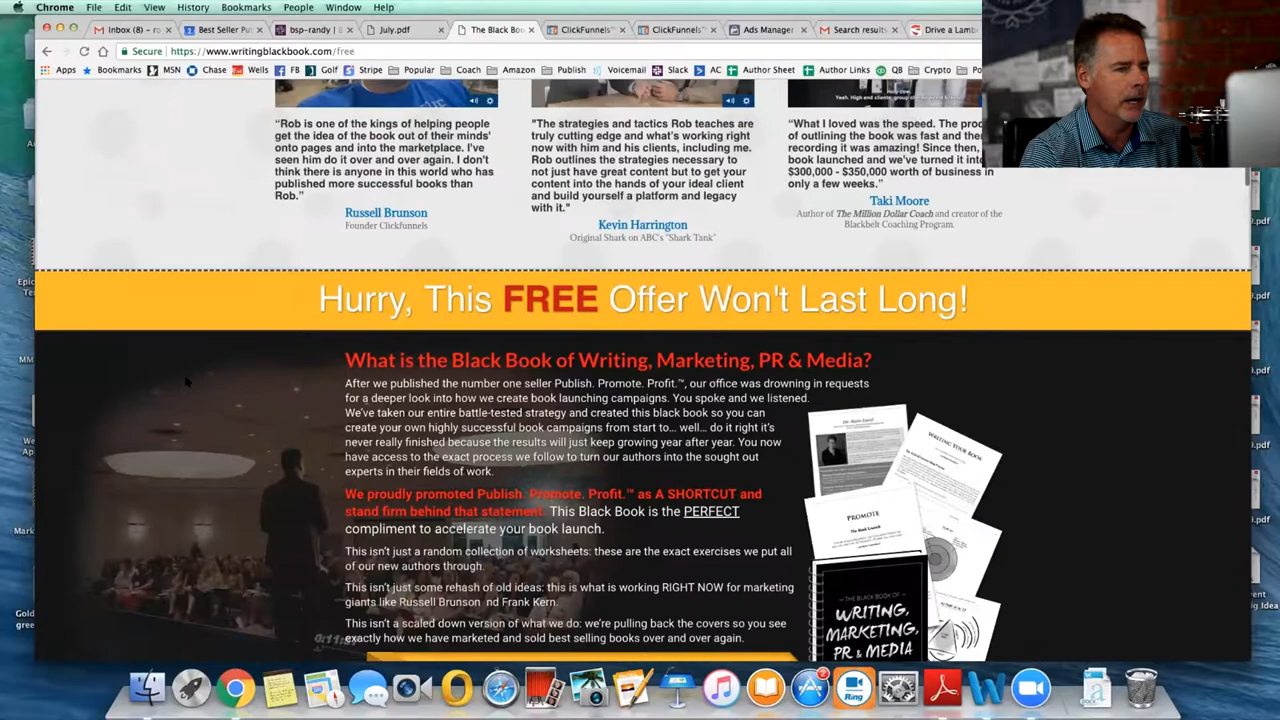 Chrome File Edit View History Bookmarks People Window Help
Inbox (8) – ra Best Seller Pul bsp-randy | B July.pdf The Black Boo ClickFunnels™ ClickFunnels™ Ads Manager Search results Drive a Lamb
Secure https://www.writingblackbook.com/free
Apps Bookmarks MSN Chase Wells FB Golf Stripe Popular Coach Amazon Publish Voicemail Slack AC Author Sheet Author Links QB Crypto
“Rob is one of the kings of helping people
get the idea of the book out of their minds'
onto pages and into the marketplace. I've
seen him do it over and over again. I don't
think there is anyone in this world who has
published more successful books than
Rob.”
Russell Brunson
Founder Clickfunnels
"The strategies and tactics Rob teaches are
truly cutting edge and what's working right
now with him and his clients, including me.
Rob outlines the strategies necessary to
not just have great content but to get your
content into the hands of your ideal client
and build yourself a platform and legacy
with it."
Kevin Harrington
Original Shark on ABC's "Shark Tank"
“What I loved was the speed. The proc
of outlining the book was fast and the
recording it was amazing! Since then,
book launched and we've turned it into
$300,000 - $350,000 worth of business in
only a few weeks.”
Taki Moore
Author of The Million Dollar Coach and creator of the
Blackbelt Coaching Program.
Hurry, This FREE Offer Won't Last Long!
What is the Black Book of Writing, Marketing, PR & Media?
After we published the number one seller Publish. Promote. Profit.™, our office was drowning in requests
for a deeper look into how we create book launching campaigns. You spoke and we listened.
We've taken our entire battle-tested strategy and created this black book so you can
create your own highly successful book campaigns from start to... well... do it right it's
never really finished because the results will just keep growing year after year. You now
have access to the exact process we follow to turn our authors into the sought out
experts in their fields of work.
We proudly promoted Publish. Promote. Profit.™ as A SHORTCUT and
stand firm behind that statement. This Black Book is the PERFECT
compliment to accelerate your book launch.
This isn't just a random collection of worksheets: these are the exact exercises we put all
of our new authors through.
This isn't just some rehash of old ideas: this is what is working RIGHT NOW for marketing
giants like Russell Brunson nd Frank Kern.
This isn't a scaled down version of what we do: we're pulling back the covers so you see
exactly how we have marketed and sold best selling books over and over again.
WRITING YOUR BOOK
PROMOTE
The Book Launch
THE BLACK BOOK OF
WRITING,
MARKETING,
PR & MEDIA
Ring